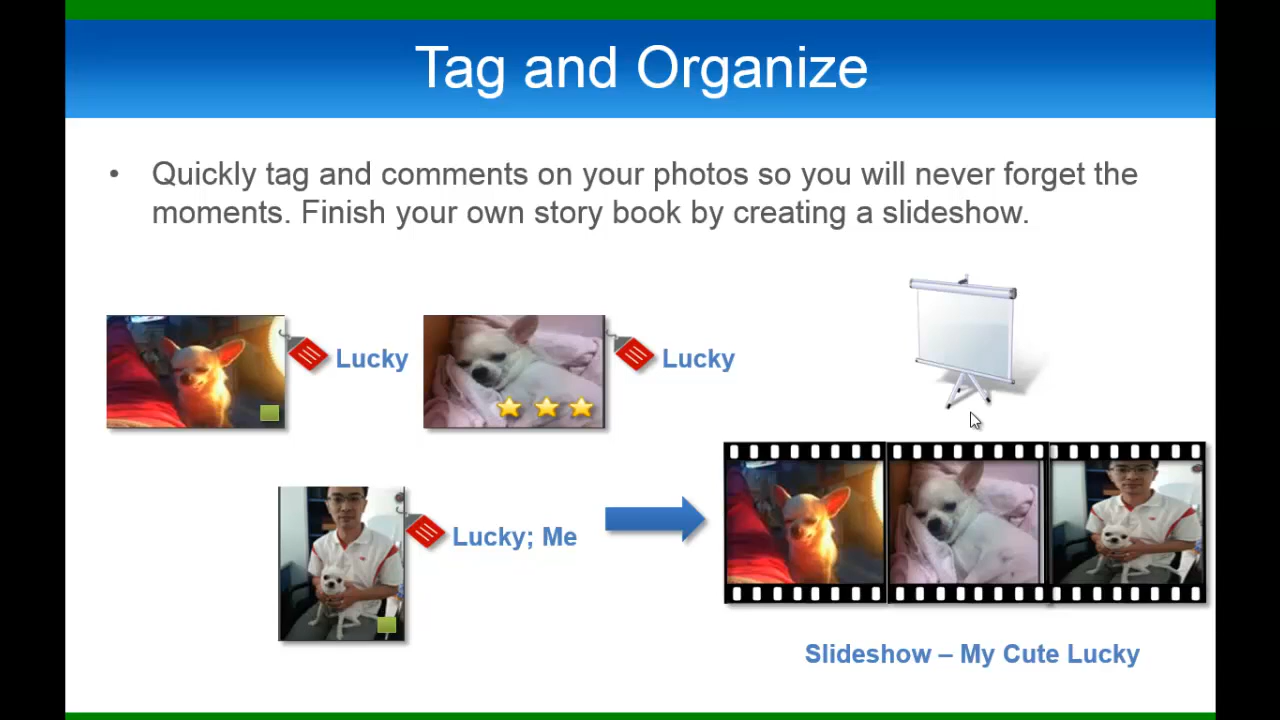 Tag and Organize
• Quickly tag and comments on your photos so you will never forget the
moments. Finish your own story book by creating a slideshow.
Lucky
Lucky
Lucky; Me
Slideshow – My Cute Lucky